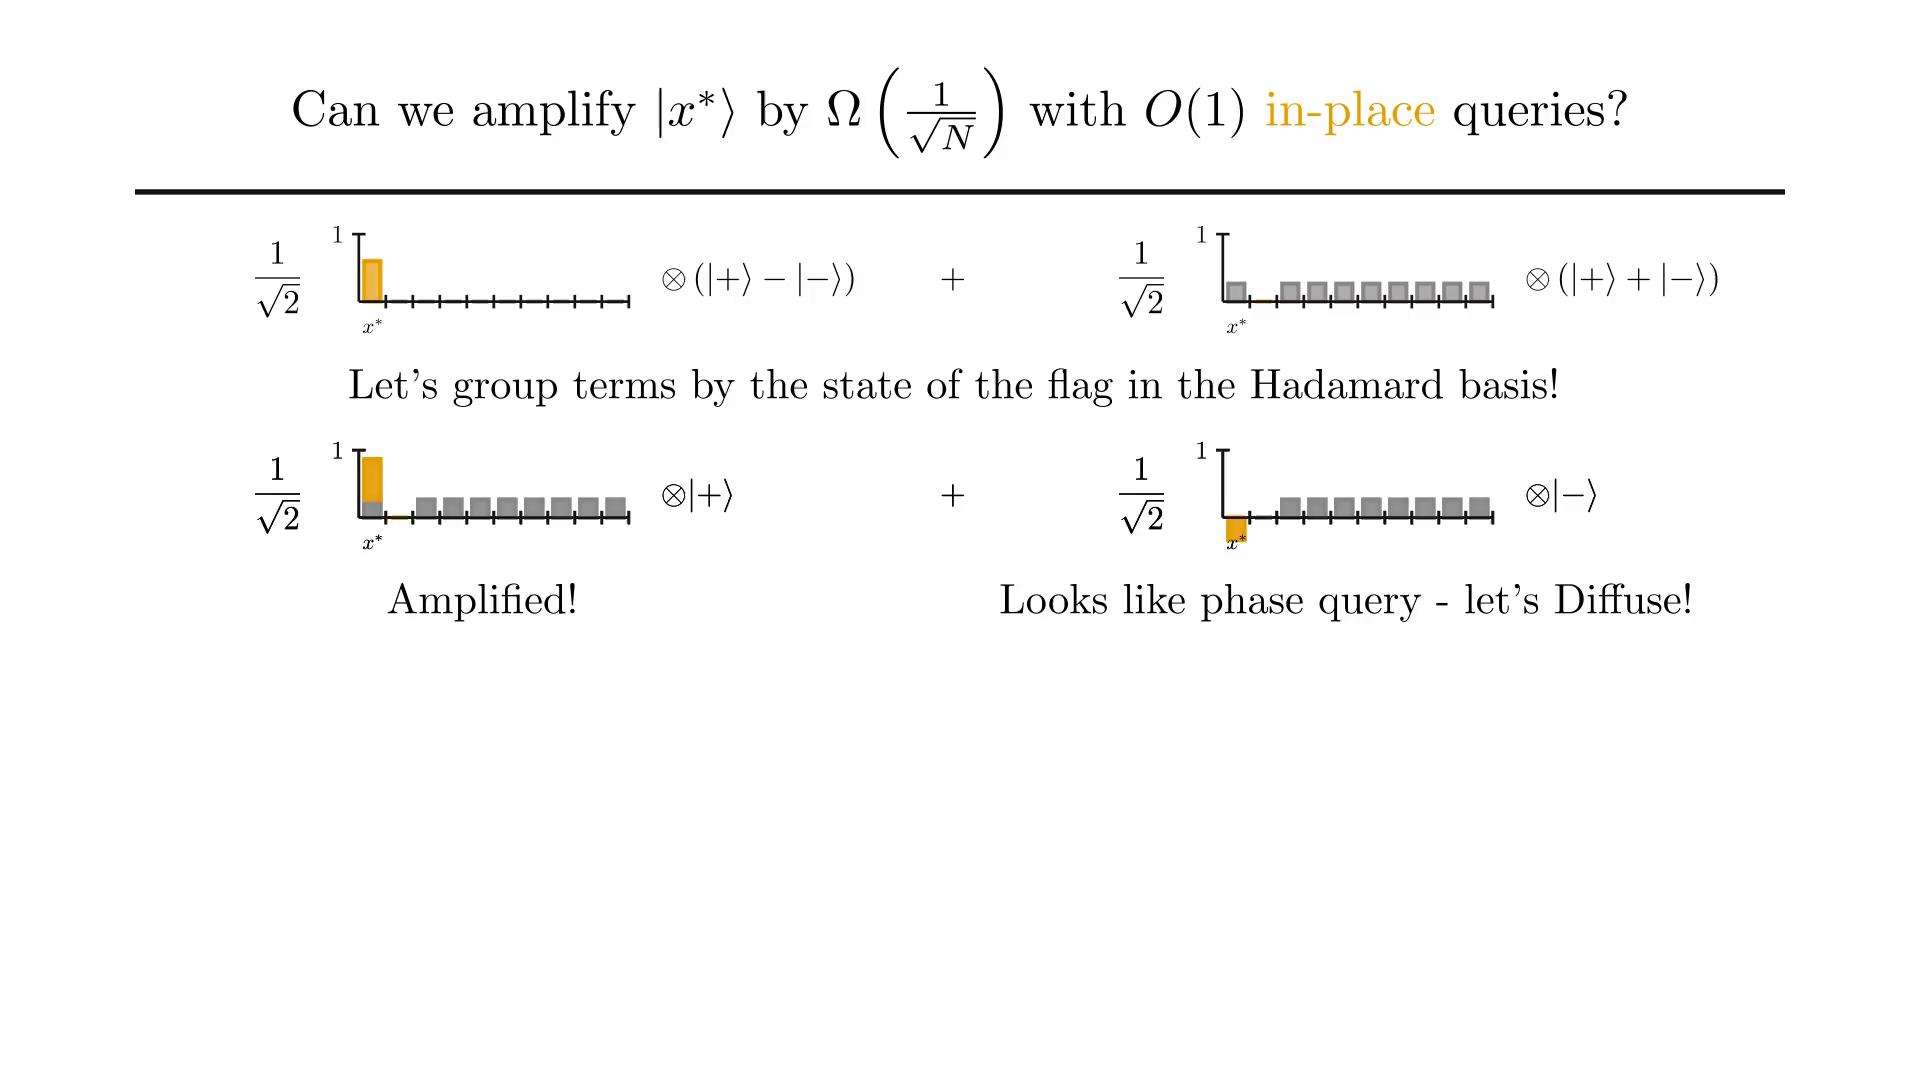 Can we amplify |x*⟩ by Ω(1/√N) with O(1) in-place queries?
1/√2 1 x* ⊗ (|+⟩ − |−⟩) + 1/√2 1 x* ⊗ (|+⟩ + |−⟩)
Let's group terms by the state of the flag in the Hadamard basis!
1/√2 1 x* ⊗|+⟩ + 1/√2 1 x* ⊗|−⟩
Amplified! Looks like phase query - let's Diffuse!